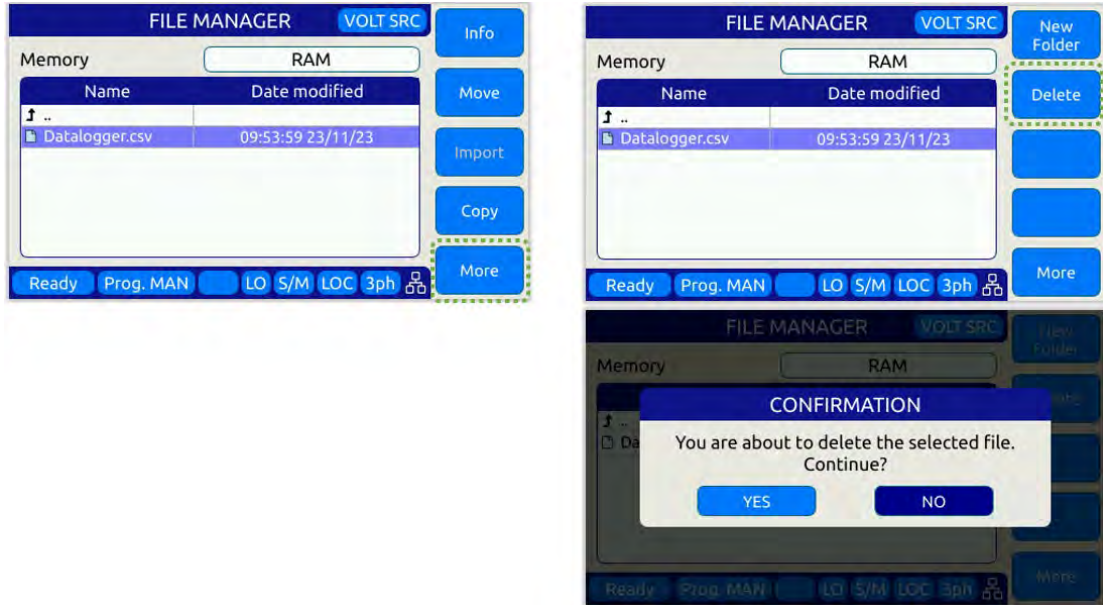 FILE MANAGER VOLT SRC
Info
Memory RAM
Name Date modified
Move
..
Datalogger.csv 09:53:59 23/11/23
Import
Copy
More
Ready Prog. MAN LO S/M LOC 3ph
FILE MANAGER VOLT SRC
New
Folder
Memory RAM
Name Date modified
Delete
..
Datalogger.csv 09:53:59 23/11/23
More
Ready Prog. MAN LO S/M LOC 3ph
FILE MANAGER VOLT SRC
New
Folder
Memory RAM
CONFIRMATION
..
Da
You are about to delete the selected file.
Continue?
YES NO
More
Ready Prog. MAN LO S/M LOC 3ph